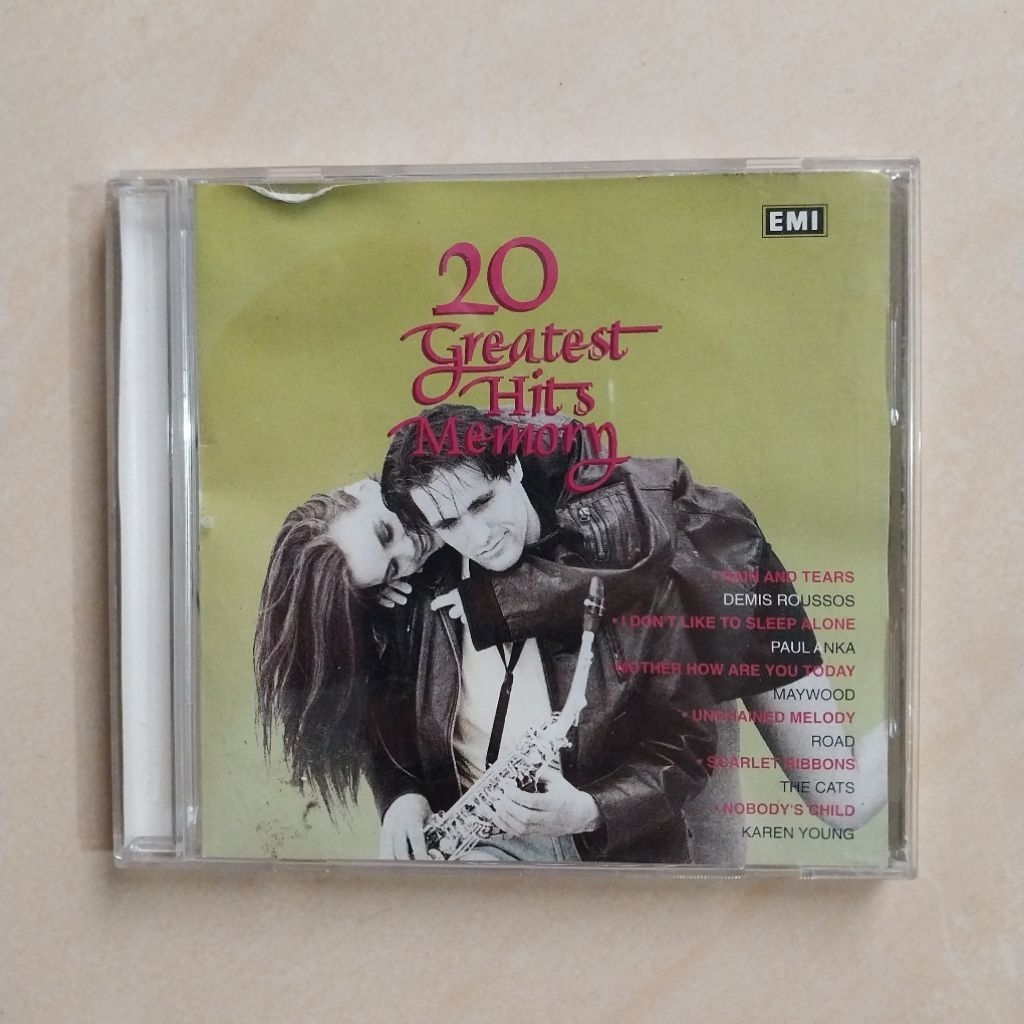 EMI
20
Greatest
Hits
Memory
• RAIN AND TEARS
DEMIS ROUSSOS
• I DON'T LIKE TO SLEEP ALONE
PAUL ANKA
MOTHER HOW ARE YOU TODAY
MAYWOOD
• UNCHAINED MELODY
ROAD
• SCARLET RIBBONS
THE CATS
• NOBODY'S CHILD
KAREN YOUNG